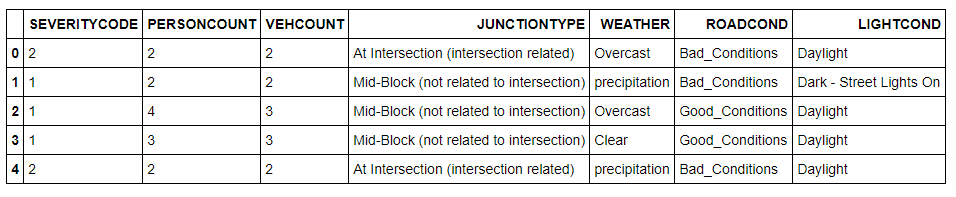 SEVERITYCODE PERSONCOUNT VEHCOUNT JUNCTIONTYPE WEATHER ROADCOND LIGHTCOND
0 2 2 2 At Intersection (intersection related) Overcast Bad_Conditions Daylight
1 1 2 2 Mid-Block (not related to intersection) precipitation Bad_Conditions Dark - Street Lights On
2 1 4 3 Mid-Block (not related to intersection) Overcast Good_Conditions Daylight
3 1 3 3 Mid-Block (not related to intersection) Clear Good_Conditions Daylight
4 2 2 2 At Intersection (intersection related) precipitation Bad_Conditions Daylight